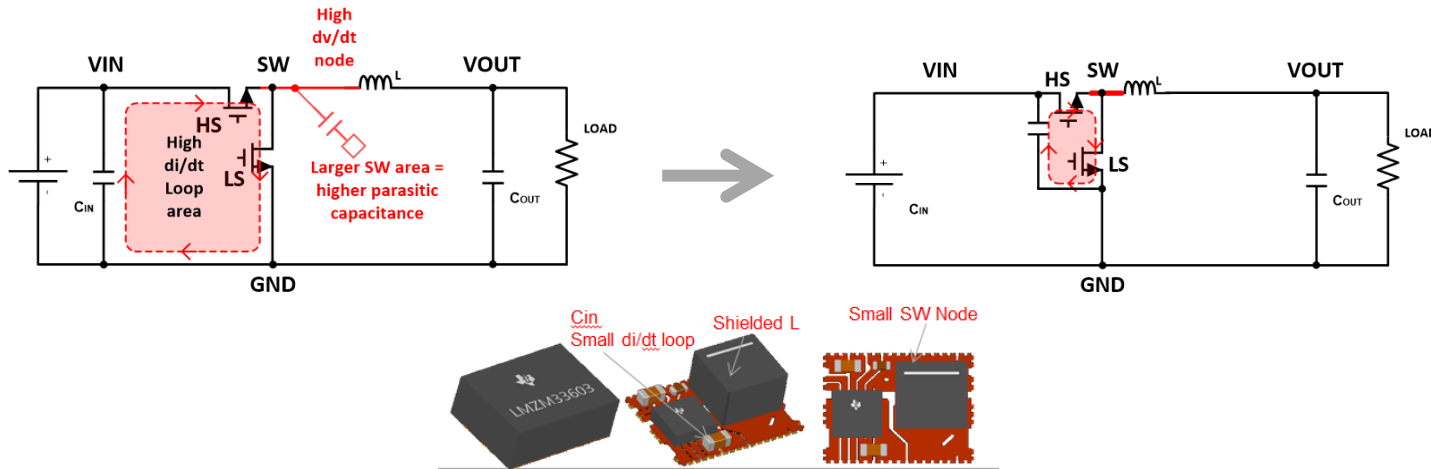 High
dv/dt
node
VIN
SW
L
VOUT
HS
High
di/dt
Loop
area
LS
+
-
CIN
Larger SW area =
higher parasitic
capacitance
COUT
LOAD
GND
VIN
HS
SW
L
VOUT
LS
+
-
CIN
COUT
LOAD
GND
Cin
Small di/dt loop
Shielded L
Small SW Node
LMZM33603